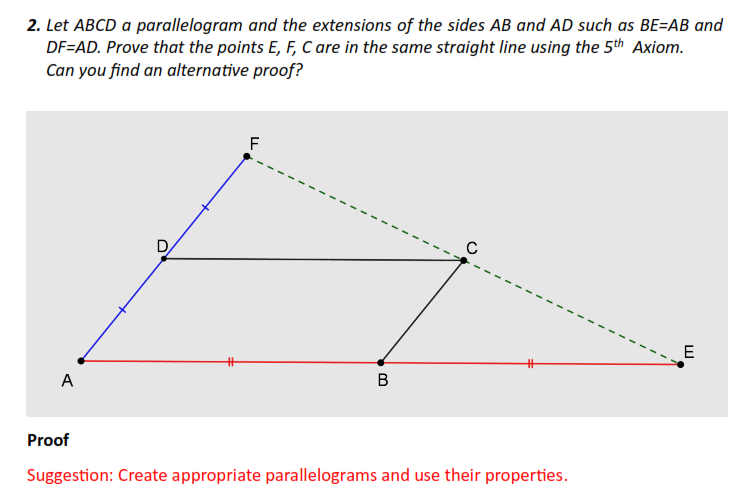 2. Let ABCD a parallelogram and the extensions of the sides AB and AD such as BE=AB and
DF=AD. Prove that the points E, F, C are in the same straight line using the 5th Axiom.
Can you find an alternative proof?
F
D
C
E
A
B
Proof
Suggestion: Create appropriate parallelograms and use their properties.